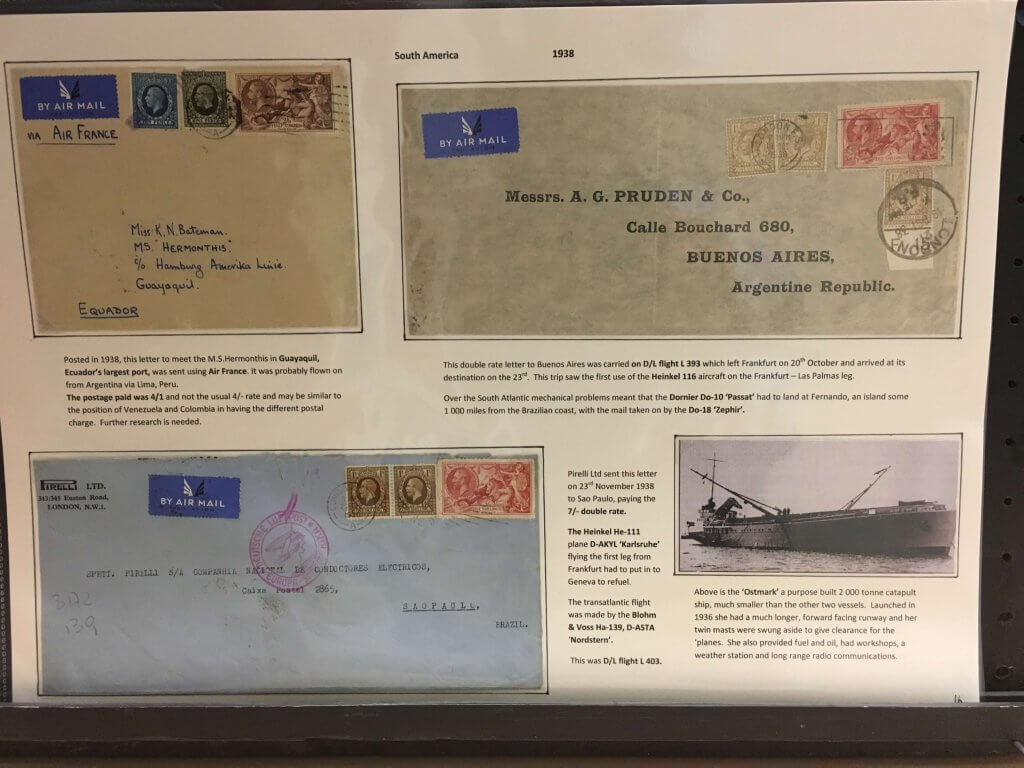 South America 1938
BY AIR MAIL
VIA AIR FRANCE
Miss K. N. Bateman.
M.S. "HERMONTHIS."
c/o Hamburg Amerika Linie.
Guayaquil.
EQUADOR
BY AIR MAIL
Messrs. A. G. PRUDEN & Co.,
Calle Bouchard 680,
BUENOS AIRES,
Argentine Republic.
LONDON
Posted in 1938, this letter to meet the M.S.Hermonthis in Guayaquil,
Ecuador's largest port, was sent using Air France. It was probably flown on
from Argentina via Lima, Peru.
The postage paid was 4/1 and not the usual 4/- rate and may be similar to
the position of Venezuela and Colombia in having the different postal
charge. Further research is needed.
This double rate letter to Buenos Aires was carried on D/L flight L 393 which left Frankfurt on 20th October and arrived at its
destination on the 23rd. This trip saw the first use of the Heinkel 116 aircraft on the Frankfurt – Las Palmas leg.
Over the South Atlantic mechanical problems meant that the Dornier Do-10 'Passat' had to land at Fernando, an island some
1 000 miles from the Brazilian coast, with the mail taken on by the Do-18 'Zephir'.
PIRELLI LTD.
343/345 Euston Road,
LONDON, N.W.1.
BY AIR MAIL
DEUTSCHE LUFTPOST
EUROPA
SPETT. PIRELLI S/A COMPANHIA NACIONAL DE CONDUCTORES ELECTRICOS,
Caixa Postal 2865,
SAOPAULO,
BRAZIL.
Pirelli Ltd sent this letter
on 23rd November 1938
to Sao Paulo, paying the
7/- double rate.
The Heinkel He-111
plane D-AKYL 'Karlsruhe'
flying the first leg from
Frankfurt had to put in to
Geneva to refuel.
The transatlantic flight
was made by the Blohm
& Voss Ha-139, D-ASTA
'Nordstern'.
This was D/L flight L 403.
Above is the 'Ostmark' a purpose built 2 000 tonne catapult
ship, much smaller than the other two vessels. Launched in
1936 she had a much longer, forward facing runway and her
twin masts were swung aside to give clearance for the
'planes. She also provided fuel and oil, had workshops, a
weather station and long range radio communications.
16